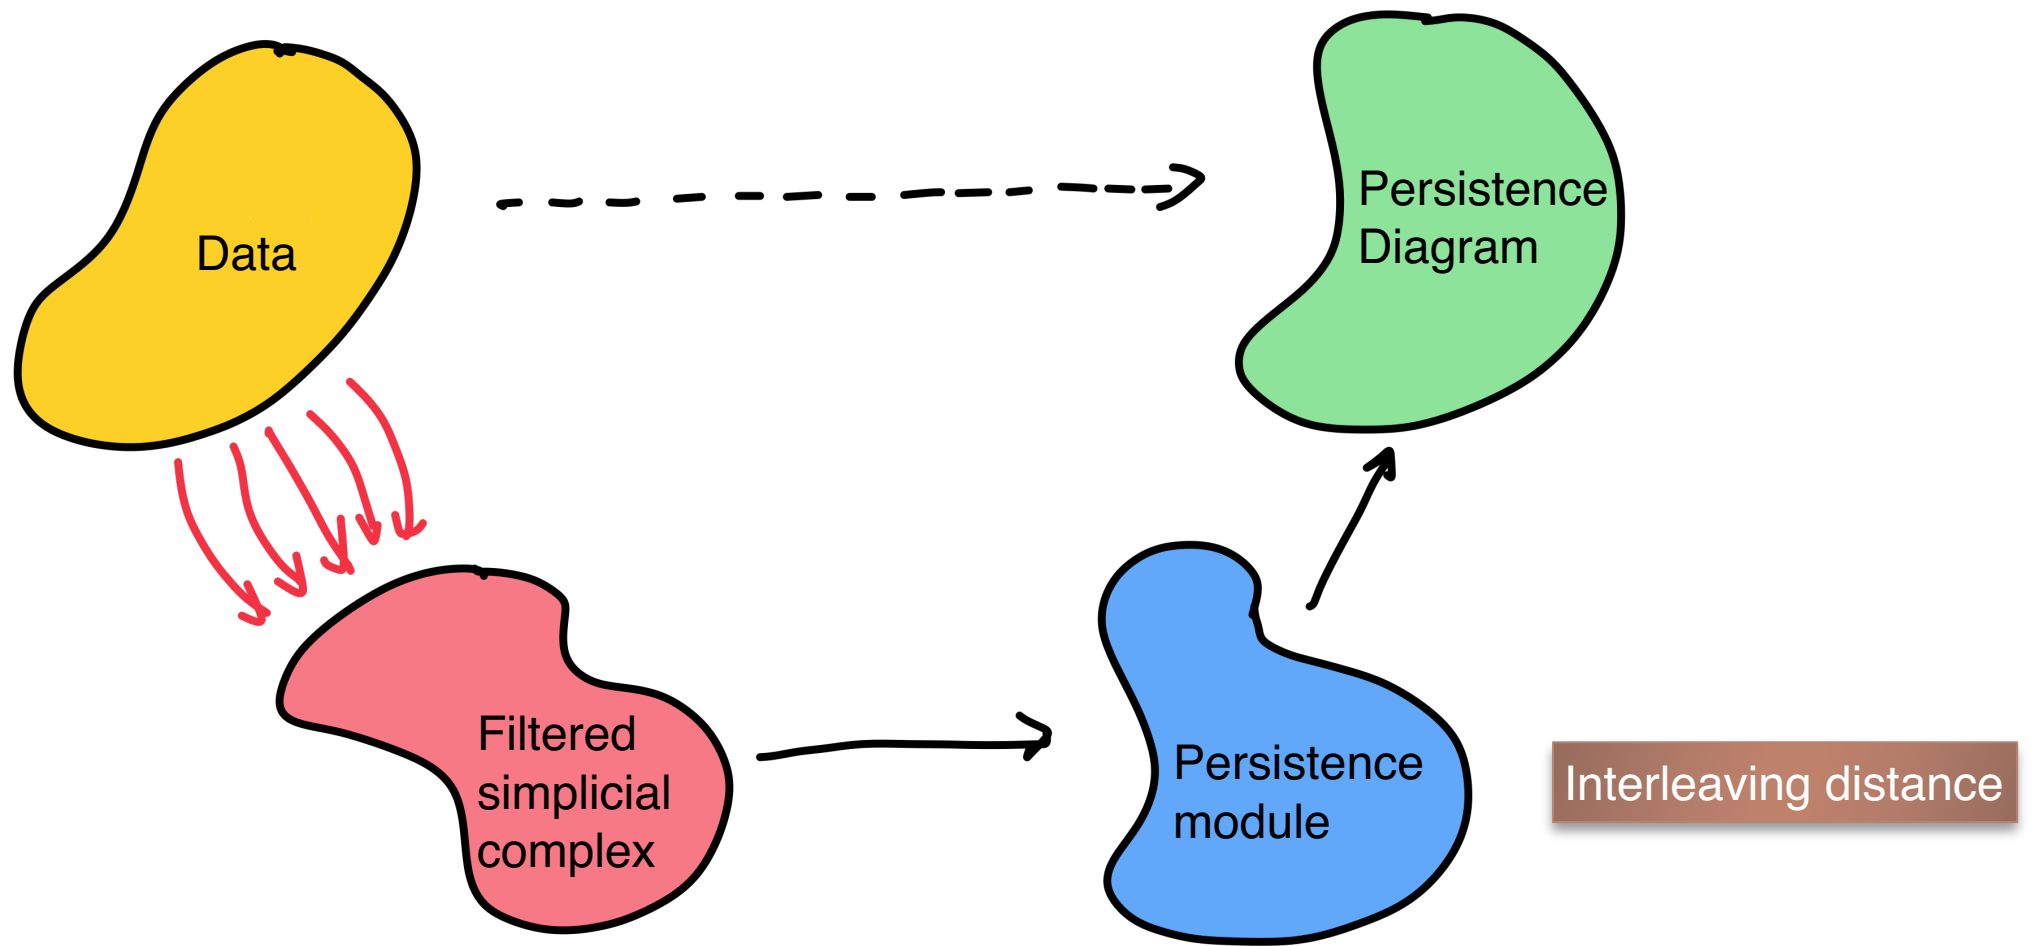 Data
Persistence
Diagram
Filtered
simplicial
complex
Persistence
module
Interleaving distance